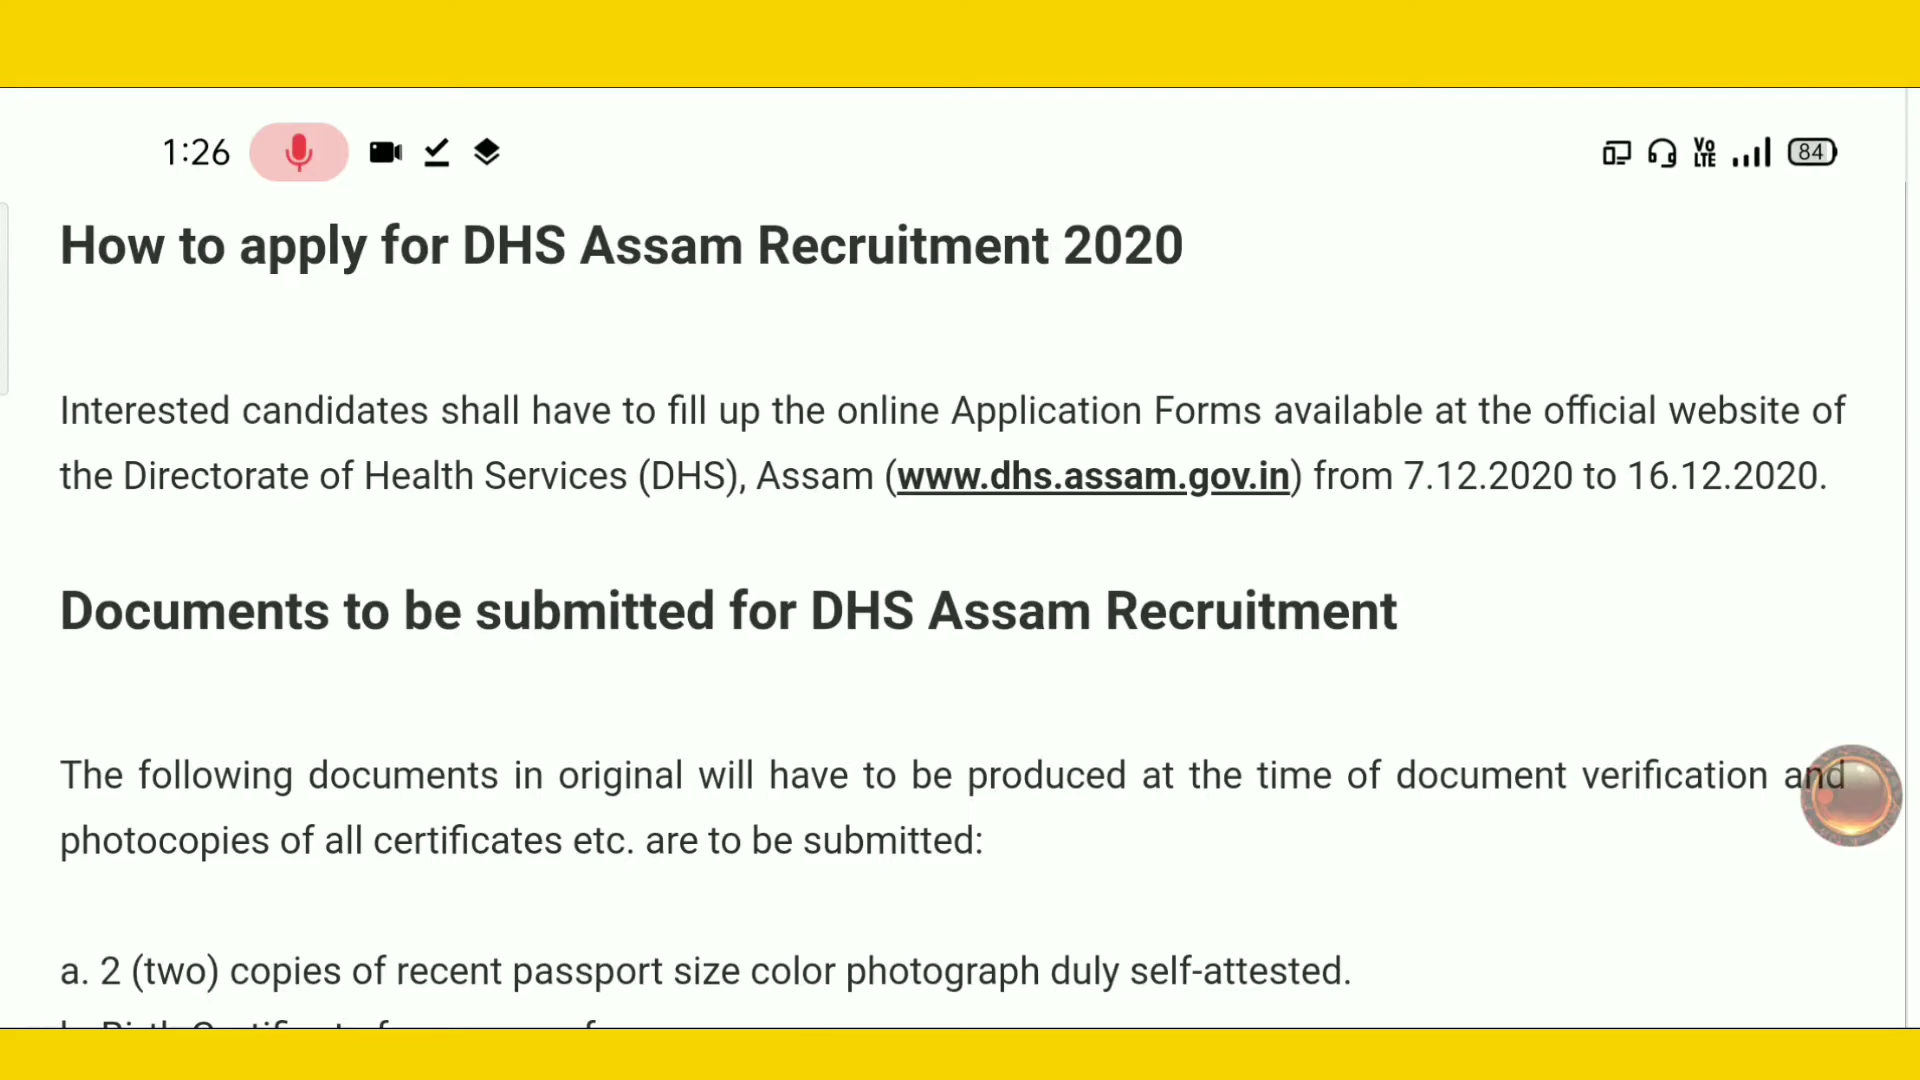 1:26 Vo LTE 84
How to apply for DHS Assam Recruitment 2020
Interested candidates shall have to fill up the online Application Forms available at the official website of
the Directorate of Health Services (DHS), Assam (www.dhs.assam.gov.in) from 7.12.2020 to 16.12.2020.
Documents to be submitted for DHS Assam Recruitment
The following documents in original will have to be produced at the time of document verification and
photocopies of all certificates etc. are to be submitted:
a. 2 (two) copies of recent passport size color photograph duly self-attested.